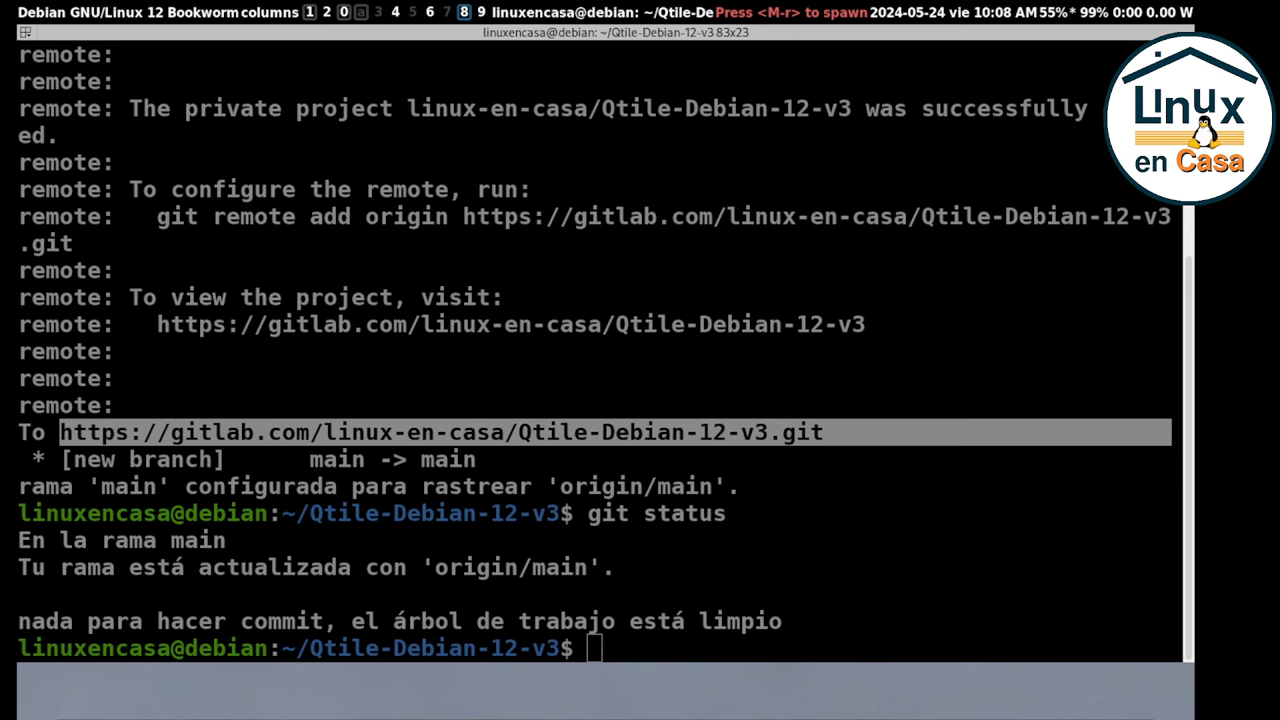 Debian GNU/Linux 12 Bookworm columns 1 2 0 a 3 4 5 6 7 8 9 linuxencasa@debian: ~/Qtile-De Press <M-r> to spawn 2024-05-24 vie 10:08 AM 55%* 99% 0:00 0.00 W
linuxencasa@debian: ~/Qtile-Debian-12-v3 83x23
remote:
remote:
remote: The private project linux-en-casa/Qtile-Debian-12-v3 was successfully
ed.
remote:
remote: To configure the remote, run:
remote:   git remote add origin https://gitlab.com/linux-en-casa/Qtile-Debian-12-v3
.git
remote:
remote: To view the project, visit:
remote:   https://gitlab.com/linux-en-casa/Qtile-Debian-12-v3
remote:
remote:
remote:
To https://gitlab.com/linux-en-casa/Qtile-Debian-12-v3.git
 * [new branch]      main -> main
rama 'main' configurada para rastrear 'origin/main'.
linuxencasa@debian:~/Qtile-Debian-12-v3$ git status
En la rama main
Tu rama está actualizada con 'origin/main'.
nada para hacer commit, el árbol de trabajo está limpio
linuxencasa@debian:~/Qtile-Debian-12-v3$
Linux
en Casa